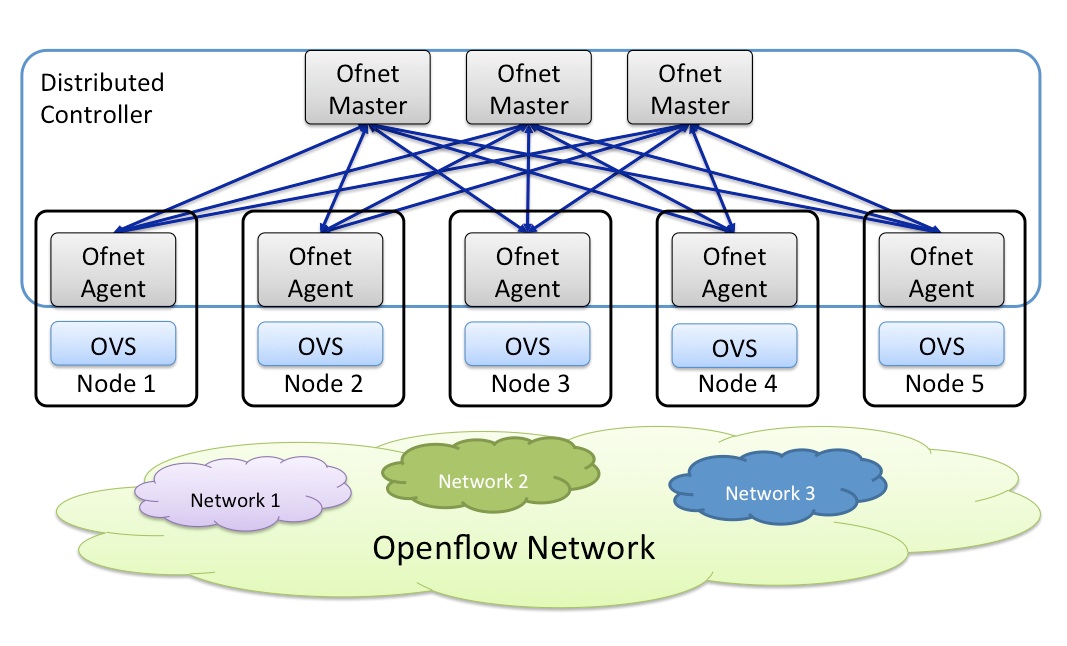 Distributed
Controller
Ofnet
Master
Ofnet
Master
Ofnet
Master
Ofnet
Agent
OVS
Node 1
Ofnet
Agent
OVS
Node 2
Ofnet
Agent
OVS
Node 3
Ofnet
Agent
OVS
Node 4
Ofnet
Agent
OVS
Node 5
Network 1
Network 2
Network 3
Openflow Network